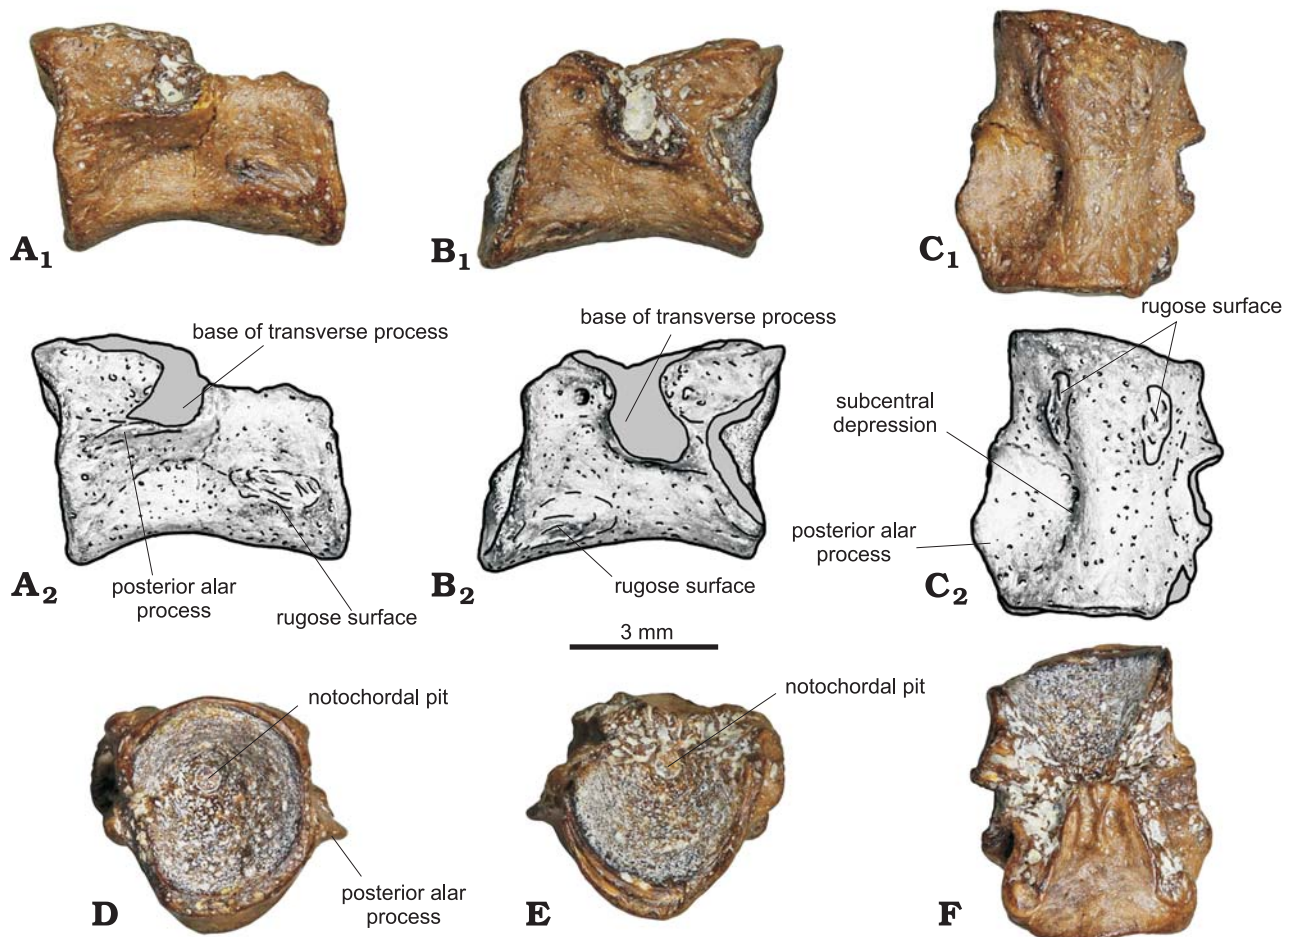 A1
B1
C1
base of transverse process
posterior alar
process
rugose surface
A2
base of transverse process
rugose surface
B2
rugose surface
subcentral
depression
posterior alar
process
C2
3 mm
notochordal pit
posterior alar
process
D
notochordal pit
E
F